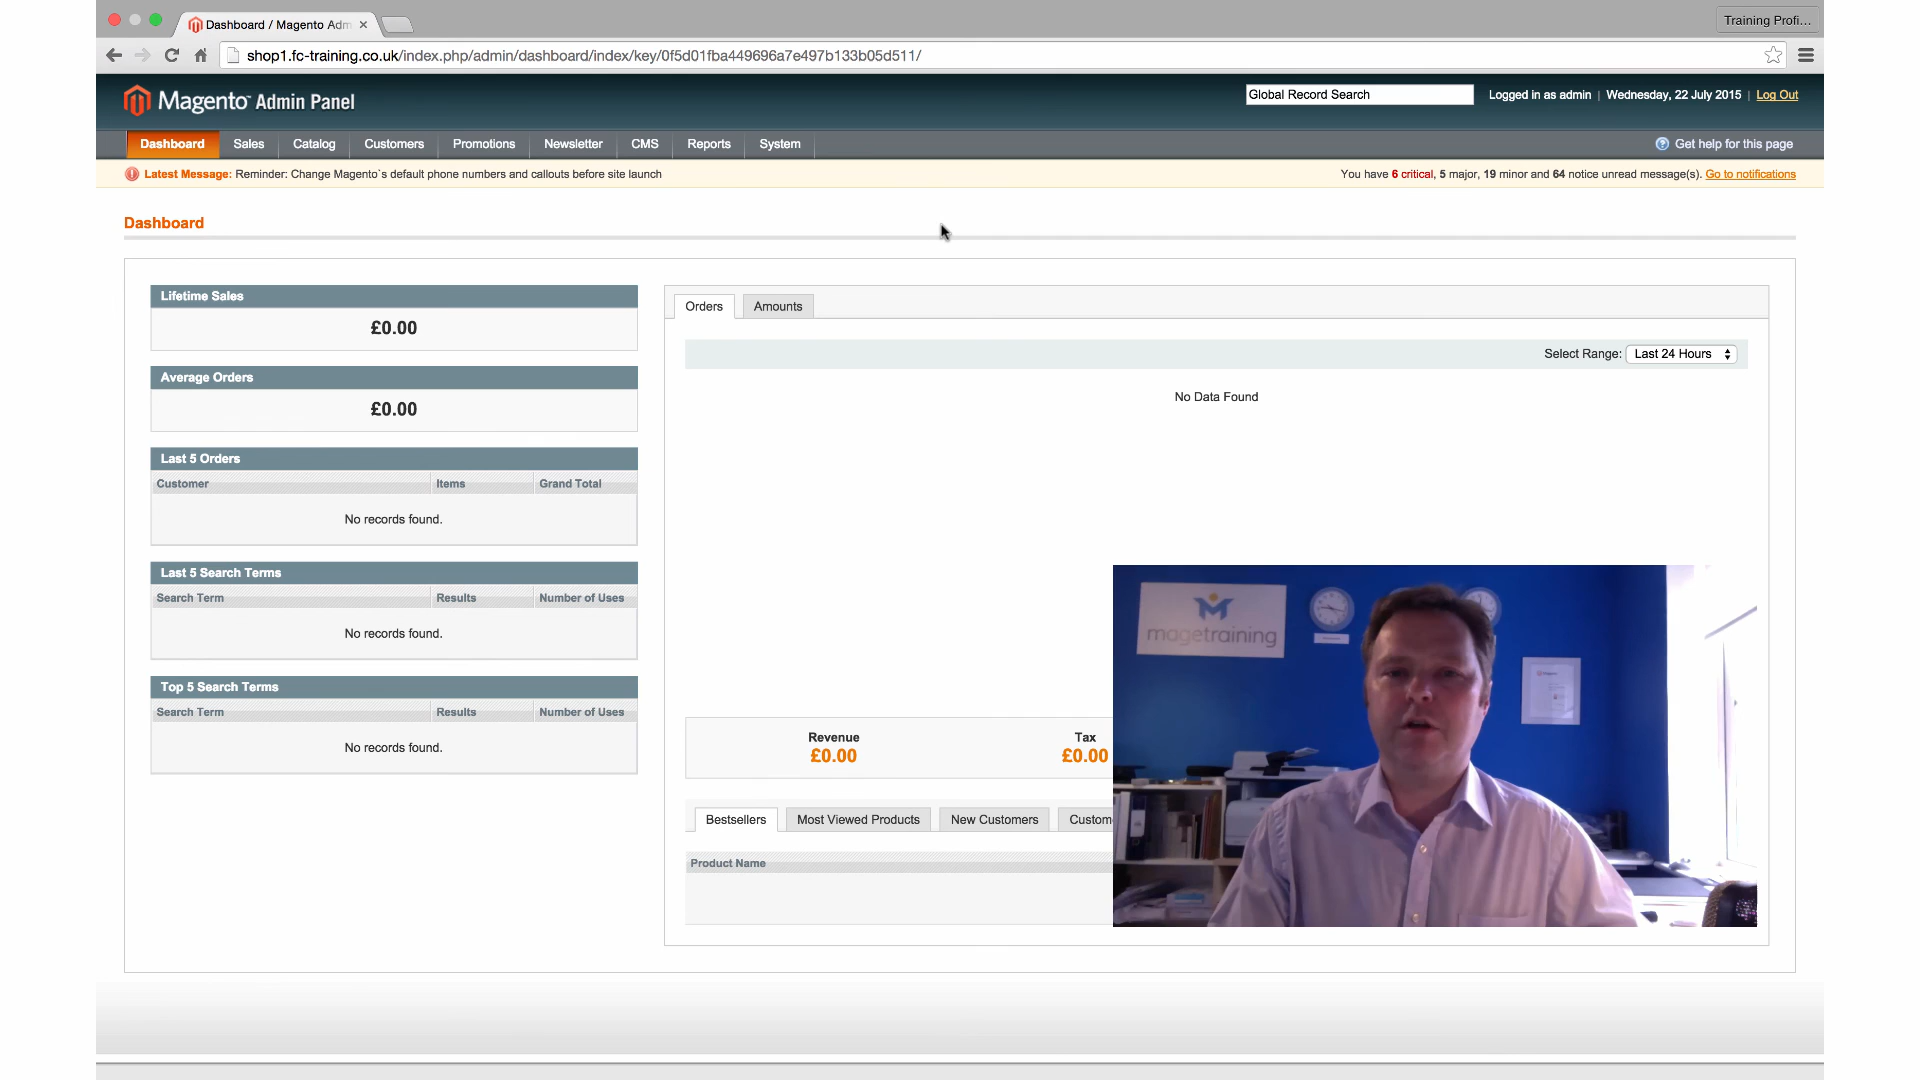 Dashboard / Magento Adm
Training Profi...
shop1.fc-training.co.uk/index.php/admin/dashboard/index/key/0f5d01fba449696a7e497b133b05d511/
Magento Admin Panel
Global Record Search
Logged in as admin | Wednesday, 22 July 2015 | Log Out
Dashboard Sales Catalog Customers Promotions Newsletter CMS Reports System
Get help for this page
Latest Message: Reminder: Change Magento`s default phone numbers and callouts before site launch
You have 6 critical, 5 major, 19 minor and 64 notice unread message(s). Go to notifications
Dashboard
Lifetime Sales
£0.00
Average Orders
£0.00
Last 5 Orders
Customer Items Grand Total
No records found.
Last 5 Search Terms
Search Term Results Number of Uses
No records found.
Top 5 Search Terms
Search Term Results Number of Uses
No records found.
Orders Amounts
Select Range: Last 24 Hours
No Data Found
Revenue Tax
£0.00 £0.00
Bestsellers Most Viewed Products New Customers Custome
Product Name
magetraining